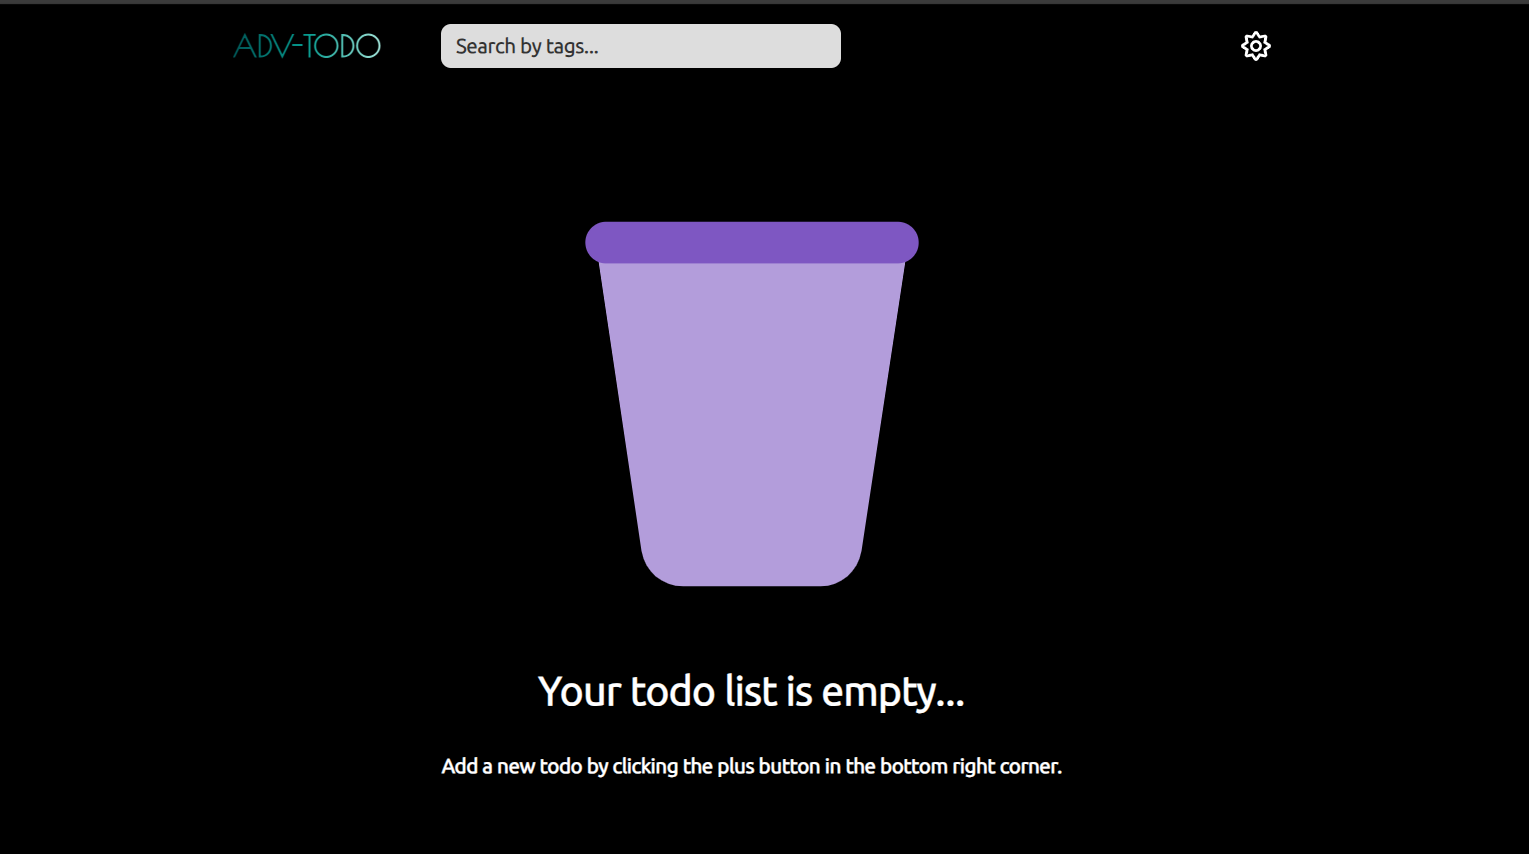 ADV-TODO
Search by tags...
Your todo list is empty...
Add a new todo by clicking the plus button in the bottom right corner.